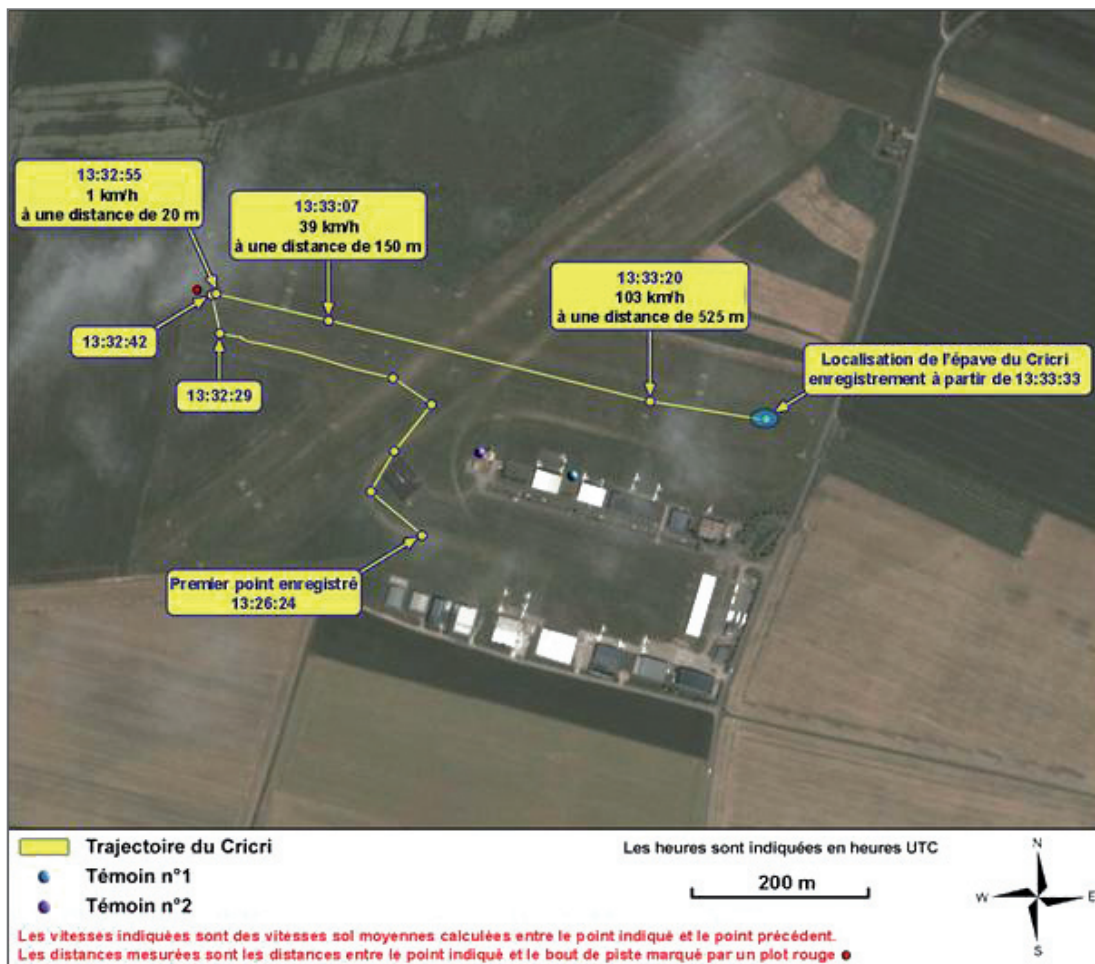 13:32:55
1 km/h
à une distance de 20 m
13:33:07
39 km/h
à une distance de 150 m
13:33:20
103 km/h
à une distance de 525 m
13:32:42
Localisation de l'épave du Cricri
enregistrement à partir de 13:33:33
13:32:29
Premier point enregistré
13:26:24
Trajectoire du Cricri
Les heures sont indiquées en heures UTC
Témoin n°1
Témoin n°2
200 m
N
W
E
S
Les vitesses indiquées sont des vitesses sol moyennes calculées entre le point indiqué et le point précédent.
Les distances mesurées sont les distances entre le point indiqué et le bout de piste marqué par un plot rouge